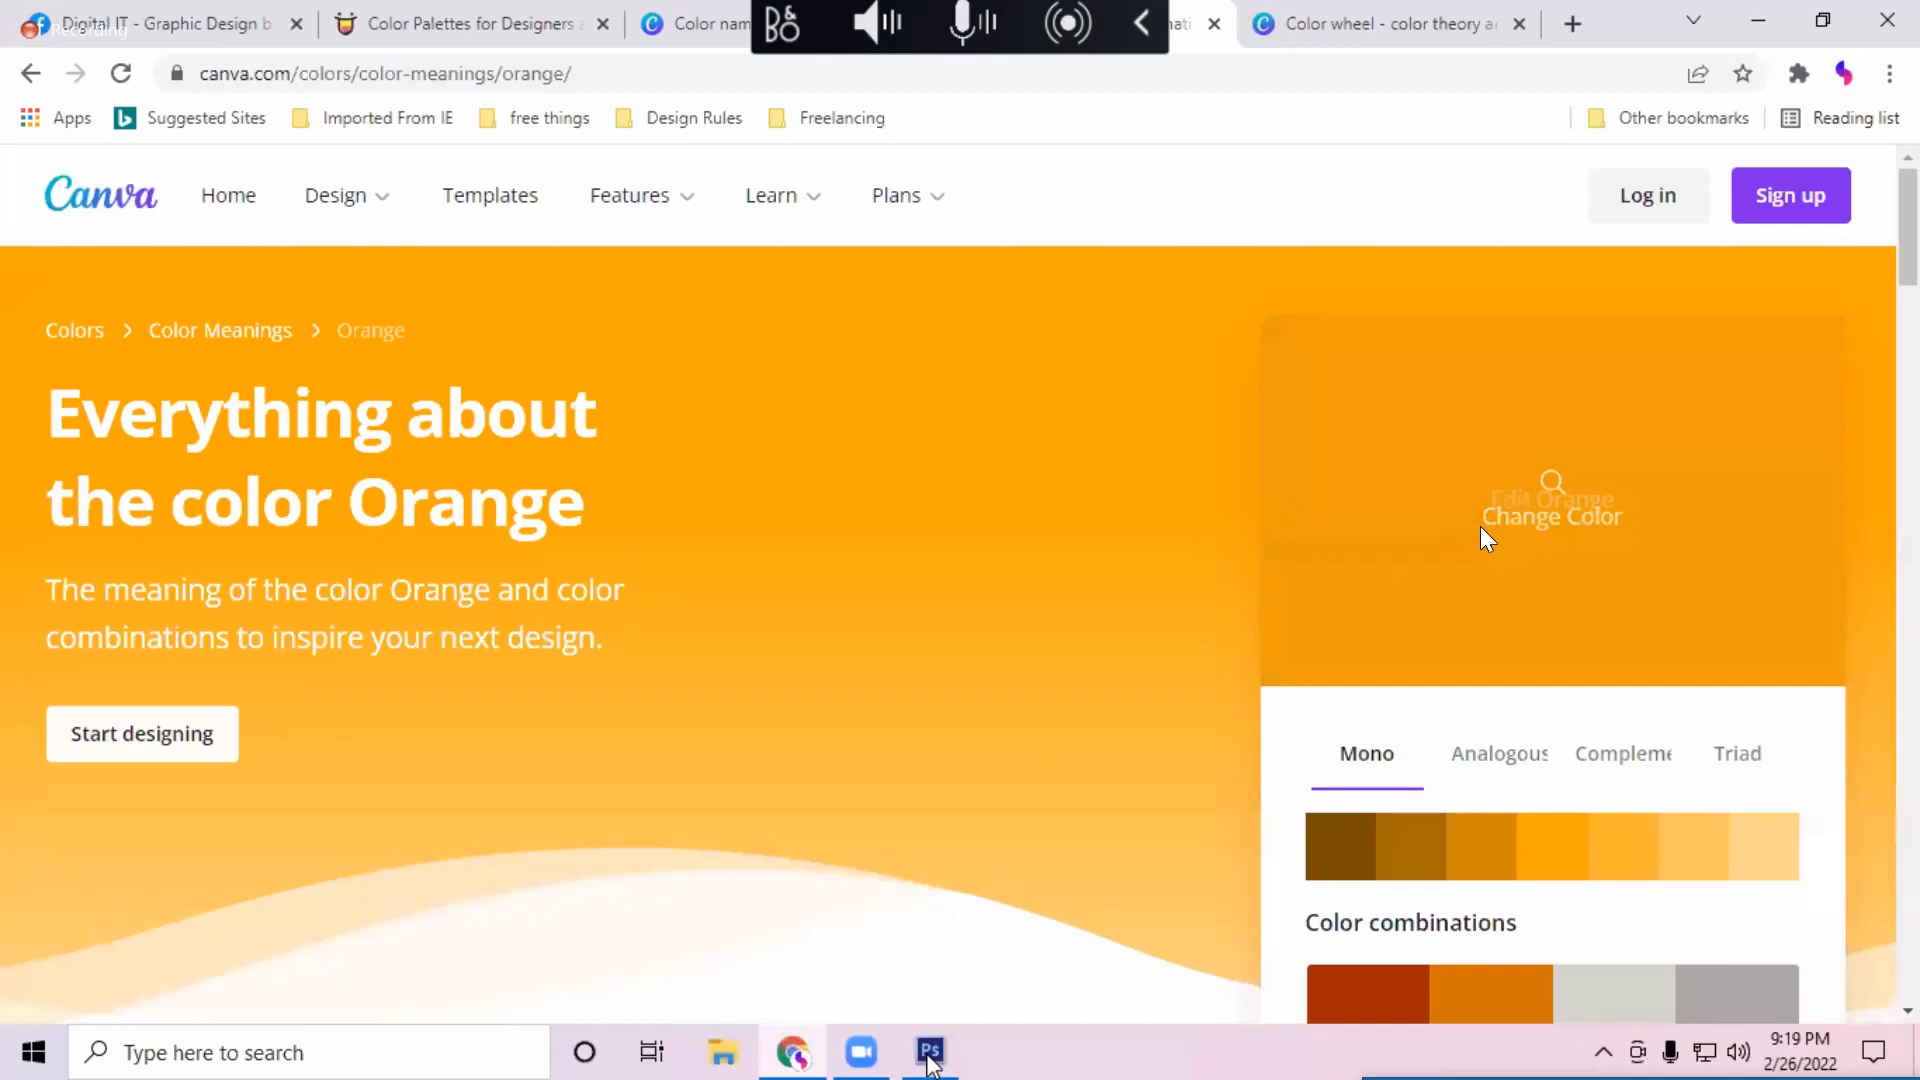 Recording
Digital IT - Graphic Design b
Color Palettes for Designers
Color nam
B&O
Color wheel - color theory a
canva.com/colors/color-meanings/orange/
Apps
Suggested Sites
Imported From IE
free things
Design Rules
Freelancing
Other bookmarks
Reading list
Canva
Home
Design
Templates
Features
Learn
Plans
Log in
Sign up
Colors > Color Meanings > Orange
Everything about
the color Orange
The meaning of the color Orange and color
combinations to inspire your next design.
Start designing
Edit Orange
Change Color
Mono
Analogous
Compleme
Triad
Color combinations
Type here to search
Ps
9:19 PM
2/26/2022